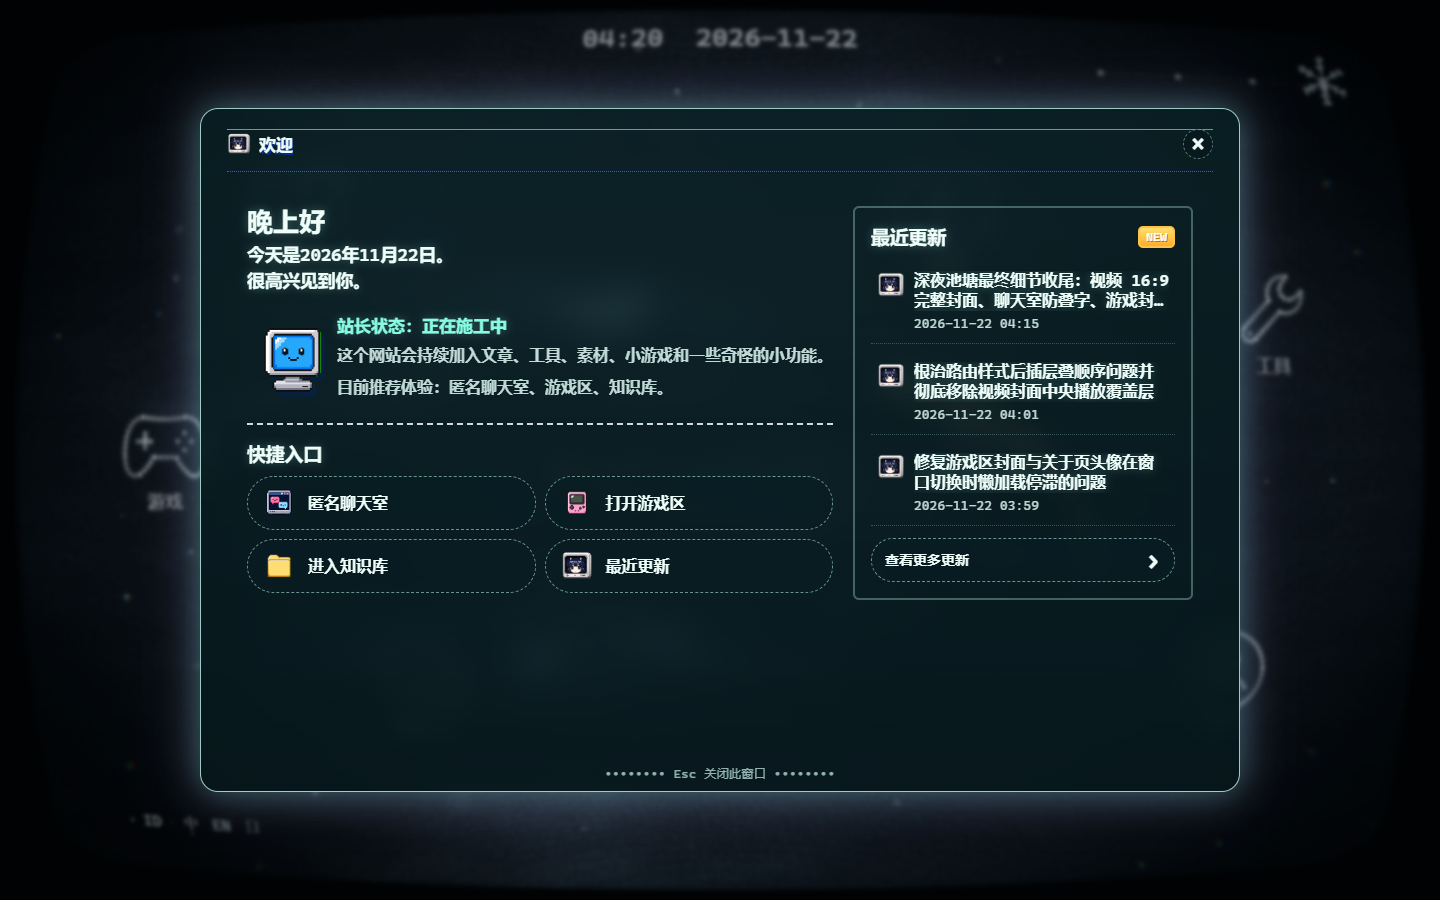 04:20 2026-11-22
欢迎
晚上好
今天是2026年11月22日。
很高兴见到你。
站长状态：正在施工中
这个网站会持续加入文章、工具、素材、小游戏和一些奇怪的小功能。
目前推荐体验：匿名聊天室、游戏区、知识库。
快捷入口
匿名聊天室
打开游戏区
进入知识库
最近更新
最近更新
NEW
深夜池塘最终细节收尾：视频 16:9
完整封面、聊天室防叠字、游戏封…
2026-11-22 04:15
根治路由样式后插层叠顺序问题并
彻底移除视频封面中央播放覆盖层
2026-11-22 04:01
修复游戏区封面与关于页头像在窗
口切换时懒加载停滞的问题
2026-11-22 03:59
查看更多更新
游戏
工具
Esc 关闭此窗口
ID 中 EN 日